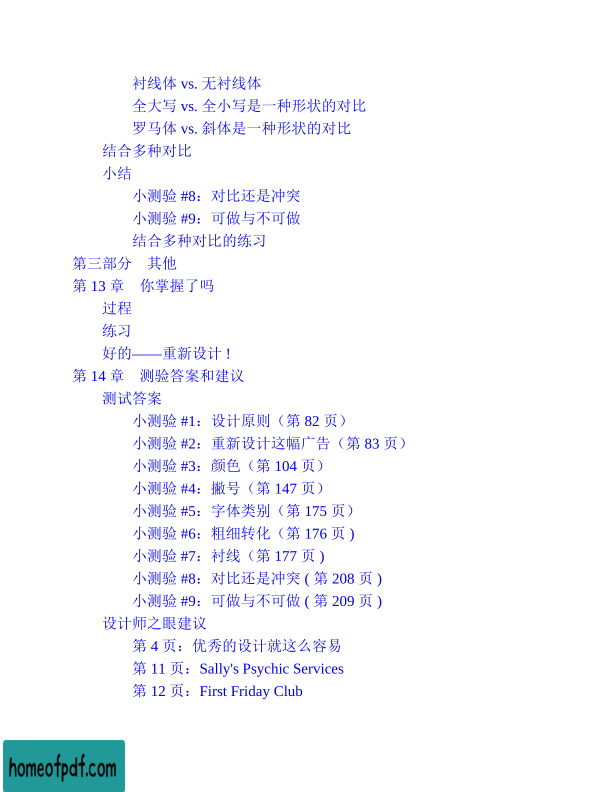 衬线体 vs. 无衬线体
全大写 vs. 全小写是一种形状的对比
罗马体 vs. 斜体是一种形状的对比
结合多种对比
小结
小测验 #8：对比还是冲突
小测验 #9：可做与不可做
结合多种对比的练习
第三部分　其他
第 13 章　你掌握了吗
过程
练习
好的——重新设计！
第 14 章　测验答案和建议
测试答案
小测验 #1：设计原则（第 82 页）
小测验 #2：重新设计这幅广告（第 83 页）
小测验 #3：颜色（第 104 页）
小测验 #4：撇号（第 147 页）
小测验 #5：字体类别（第 175 页）
小测验 #6：粗细转化（第 176 页 )
小测验 #7：衬线（第 177 页 )
小测验 #8：对比还是冲突 ( 第 208 页 )
小测验 #9：可做与不可做 ( 第 209 页 )
设计师之眼建议
第 4 页：优秀的设计就这么容易
第 11 页：Sally's Psychic Services
第 12 页：First Friday Club
homeofpdf.com